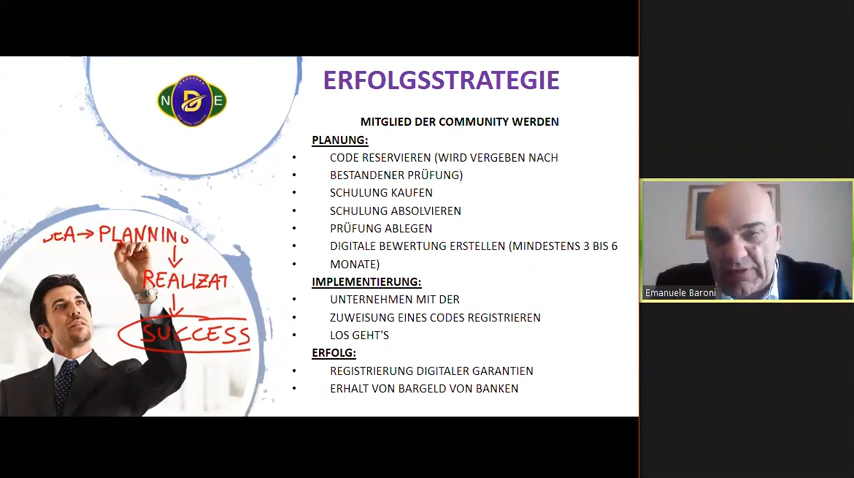 N D E
ERFOLGSSTRATEGIE
MITGLIED DER COMMUNITY WERDEN
PLANUNG:
• CODE RESERVIEREN (WIRD VERGEBEN NACH
• BESTANDENER PRÜFUNG)
• SCHULUNG KAUFEN
• SCHULUNG ABSOLVIEREN
• PRÜFUNG ABLEGEN
• DIGITALE BEWERTUNG ERSTELLEN (MINDESTENS 3 BIS 6
• MONATE)
IMPLEMENTIERUNG:
• UNTERNEHMEN MIT DER
• ZUWEISUNG EINES CODES REGISTRIEREN
• LOS GEHT'S
ERFOLG:
• REGISTRIERUNG DIGITALER GARANTIEN
• ERHALT VON BARGELD VON BANKEN
PLANNING
REALIZAT
SUCCESS
Emanuele Baroni